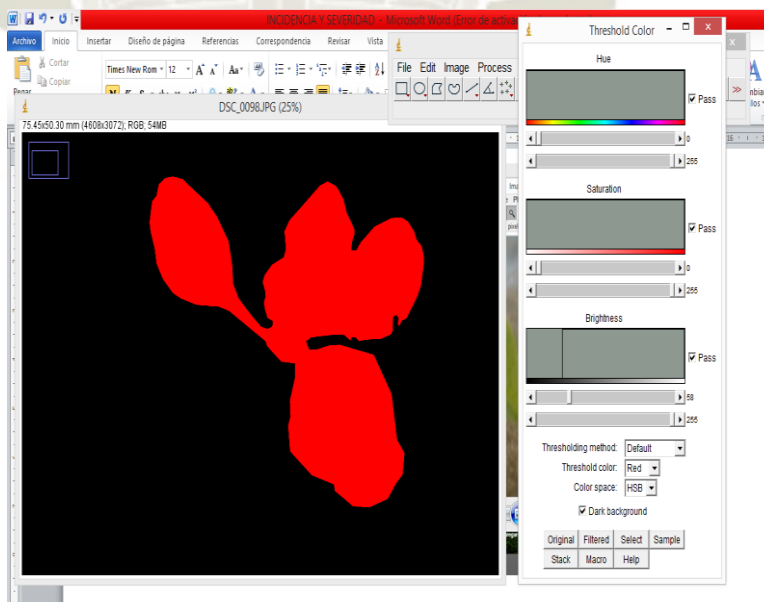 INCIDENCIA Y SEVERIDAD - Microsoft Word (Error de activa
Archivo Inicio Insertar Diseño de página Referencias Correspondencia Revisar Vista
Cortar
Copiar
Pegar
Times New Rom 12
File Edit Image Process
DSC_0098.JPG (25%)
75.45x50.30 mm (4608x3072); RGB; 54MB
Threshold Color
Hue
Pass
0
255
Saturation
Pass
0
255
Brightness
Pass
58
255
Thresholding method: Default
Threshold color: Red
Color space: HSB
Dark background
Original Filtered Select Sample
Stack Macro Help